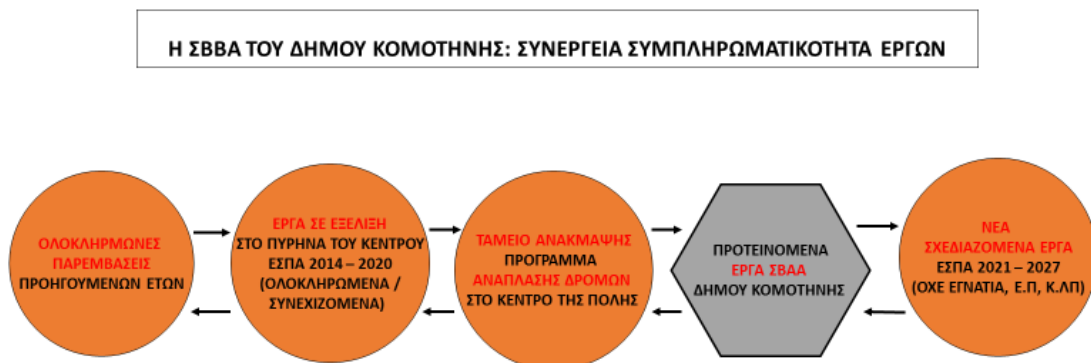 Η ΣΒΒΑ ΤΟΥ ΔΗΜΟΥ ΚΟΜΟΤΗΝΗΣ: ΣΥΝΕΡΓΕΙΑ ΣΥΜΠΛΗΡΩΜΑΤΙΚΟΤΗΤΑ ΕΡΓΩΝ
ΟΛΟΚΛΗΡΜΩΝΕΣ
ΠΑΡΕΜΒΑΣΕΙΣ
ΠΡΟΗΓΟΥΜΕΝΩΝ ΕΤΩΝ
ΕΡΓΑ ΣΕ ΕΞΕΛΙΞΗ
ΣΤΟ ΠΥΡΗΝΑ ΤΟΥ ΚΕΝΤΡΟΥ
ΕΣΠΑ 2014 – 2020
(ΟΛΟΚΛΗΡΩΜΕΝΑ /
ΣΥΝΕΧΙΖΟΜΕΝΑ)
ΤΑΜΕΙΟ ΑΝΑΚΜΑΨΗΣ
ΠΡΟΓΡΑΜΜΑ
ΑΝΑΠΛΑΣΗΣ ΔΡΟΜΩΝ
ΣΤΟ ΚΕΝΤΡΟ ΤΗΣ ΠΟΛΗΣ
ΠΡΟΤΕΙΝΟΜΕΝΑ
ΕΡΓΑ ΣΒΑΑ
ΔΗΜΟΥ ΚΟΜΟΤΗΝΗΣ
ΝΕΑ
ΣΧΕΔΙΑΖΟΜΕΝΑ ΕΡΓΑ
ΕΣΠΑ 2021 – 2027
(ΟΧΕ ΕΓΝΑΤΙΑ, Ε.Π, Κ.ΛΠ)